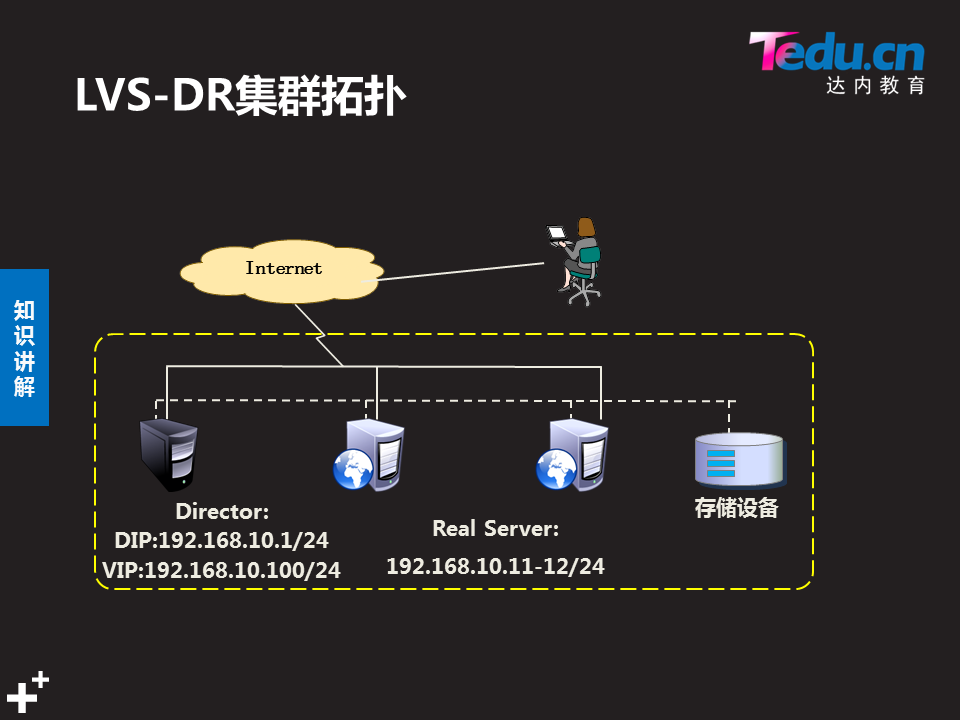 Tedu.cn
达内教育
LVS-DR集群拓扑
Internet
知
识
讲
解
Director:
DIP:192.168.10.1/24
VIP:192.168.10.100/24
Real Server:
192.168.10.11-12/24
存储设备